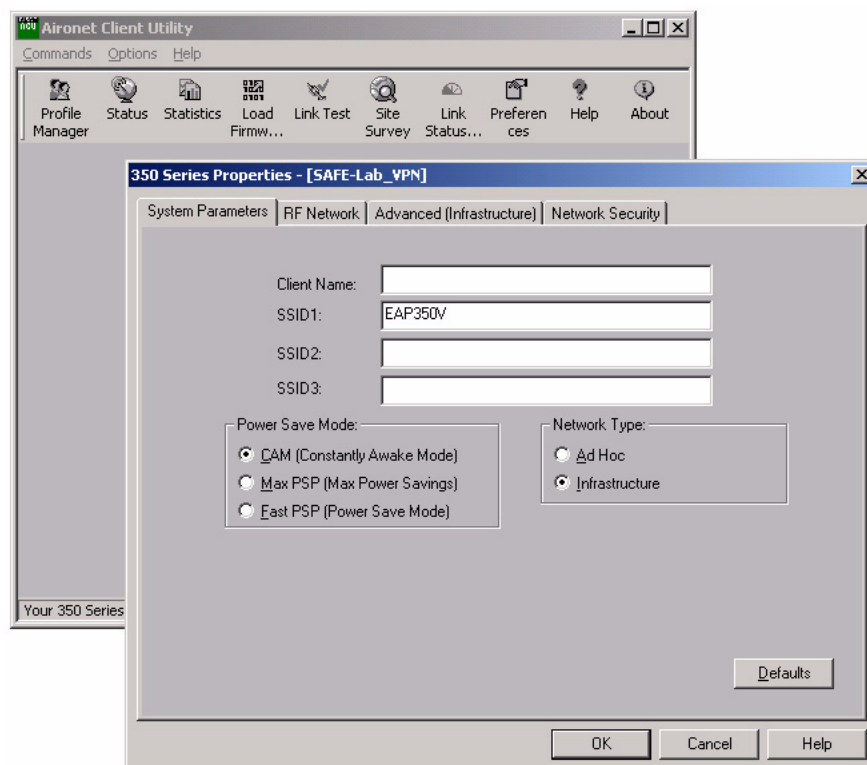 ACU
Aironet Client Utility
Commands Options Help
Profile Manager
Status
Statistics
Load Firmw...
Link Test
Site Survey
Link Status...
Preferen ces
Help
About
350 Series Properties - [SAFE-Lab_VPN]
System Parameters RF Network Advanced (Infrastructure) Network Security
Client Name:
SSID1: EAP350V
SSID2:
SSID3:
Power Save Mode:
CAM (Constantly Awake Mode)
Max PSP (Max Power Savings)
Fast PSP (Power Save Mode)
Network Type:
Ad Hoc
Infrastructure
Your 350 Series
Defaults
OK Cancel Help